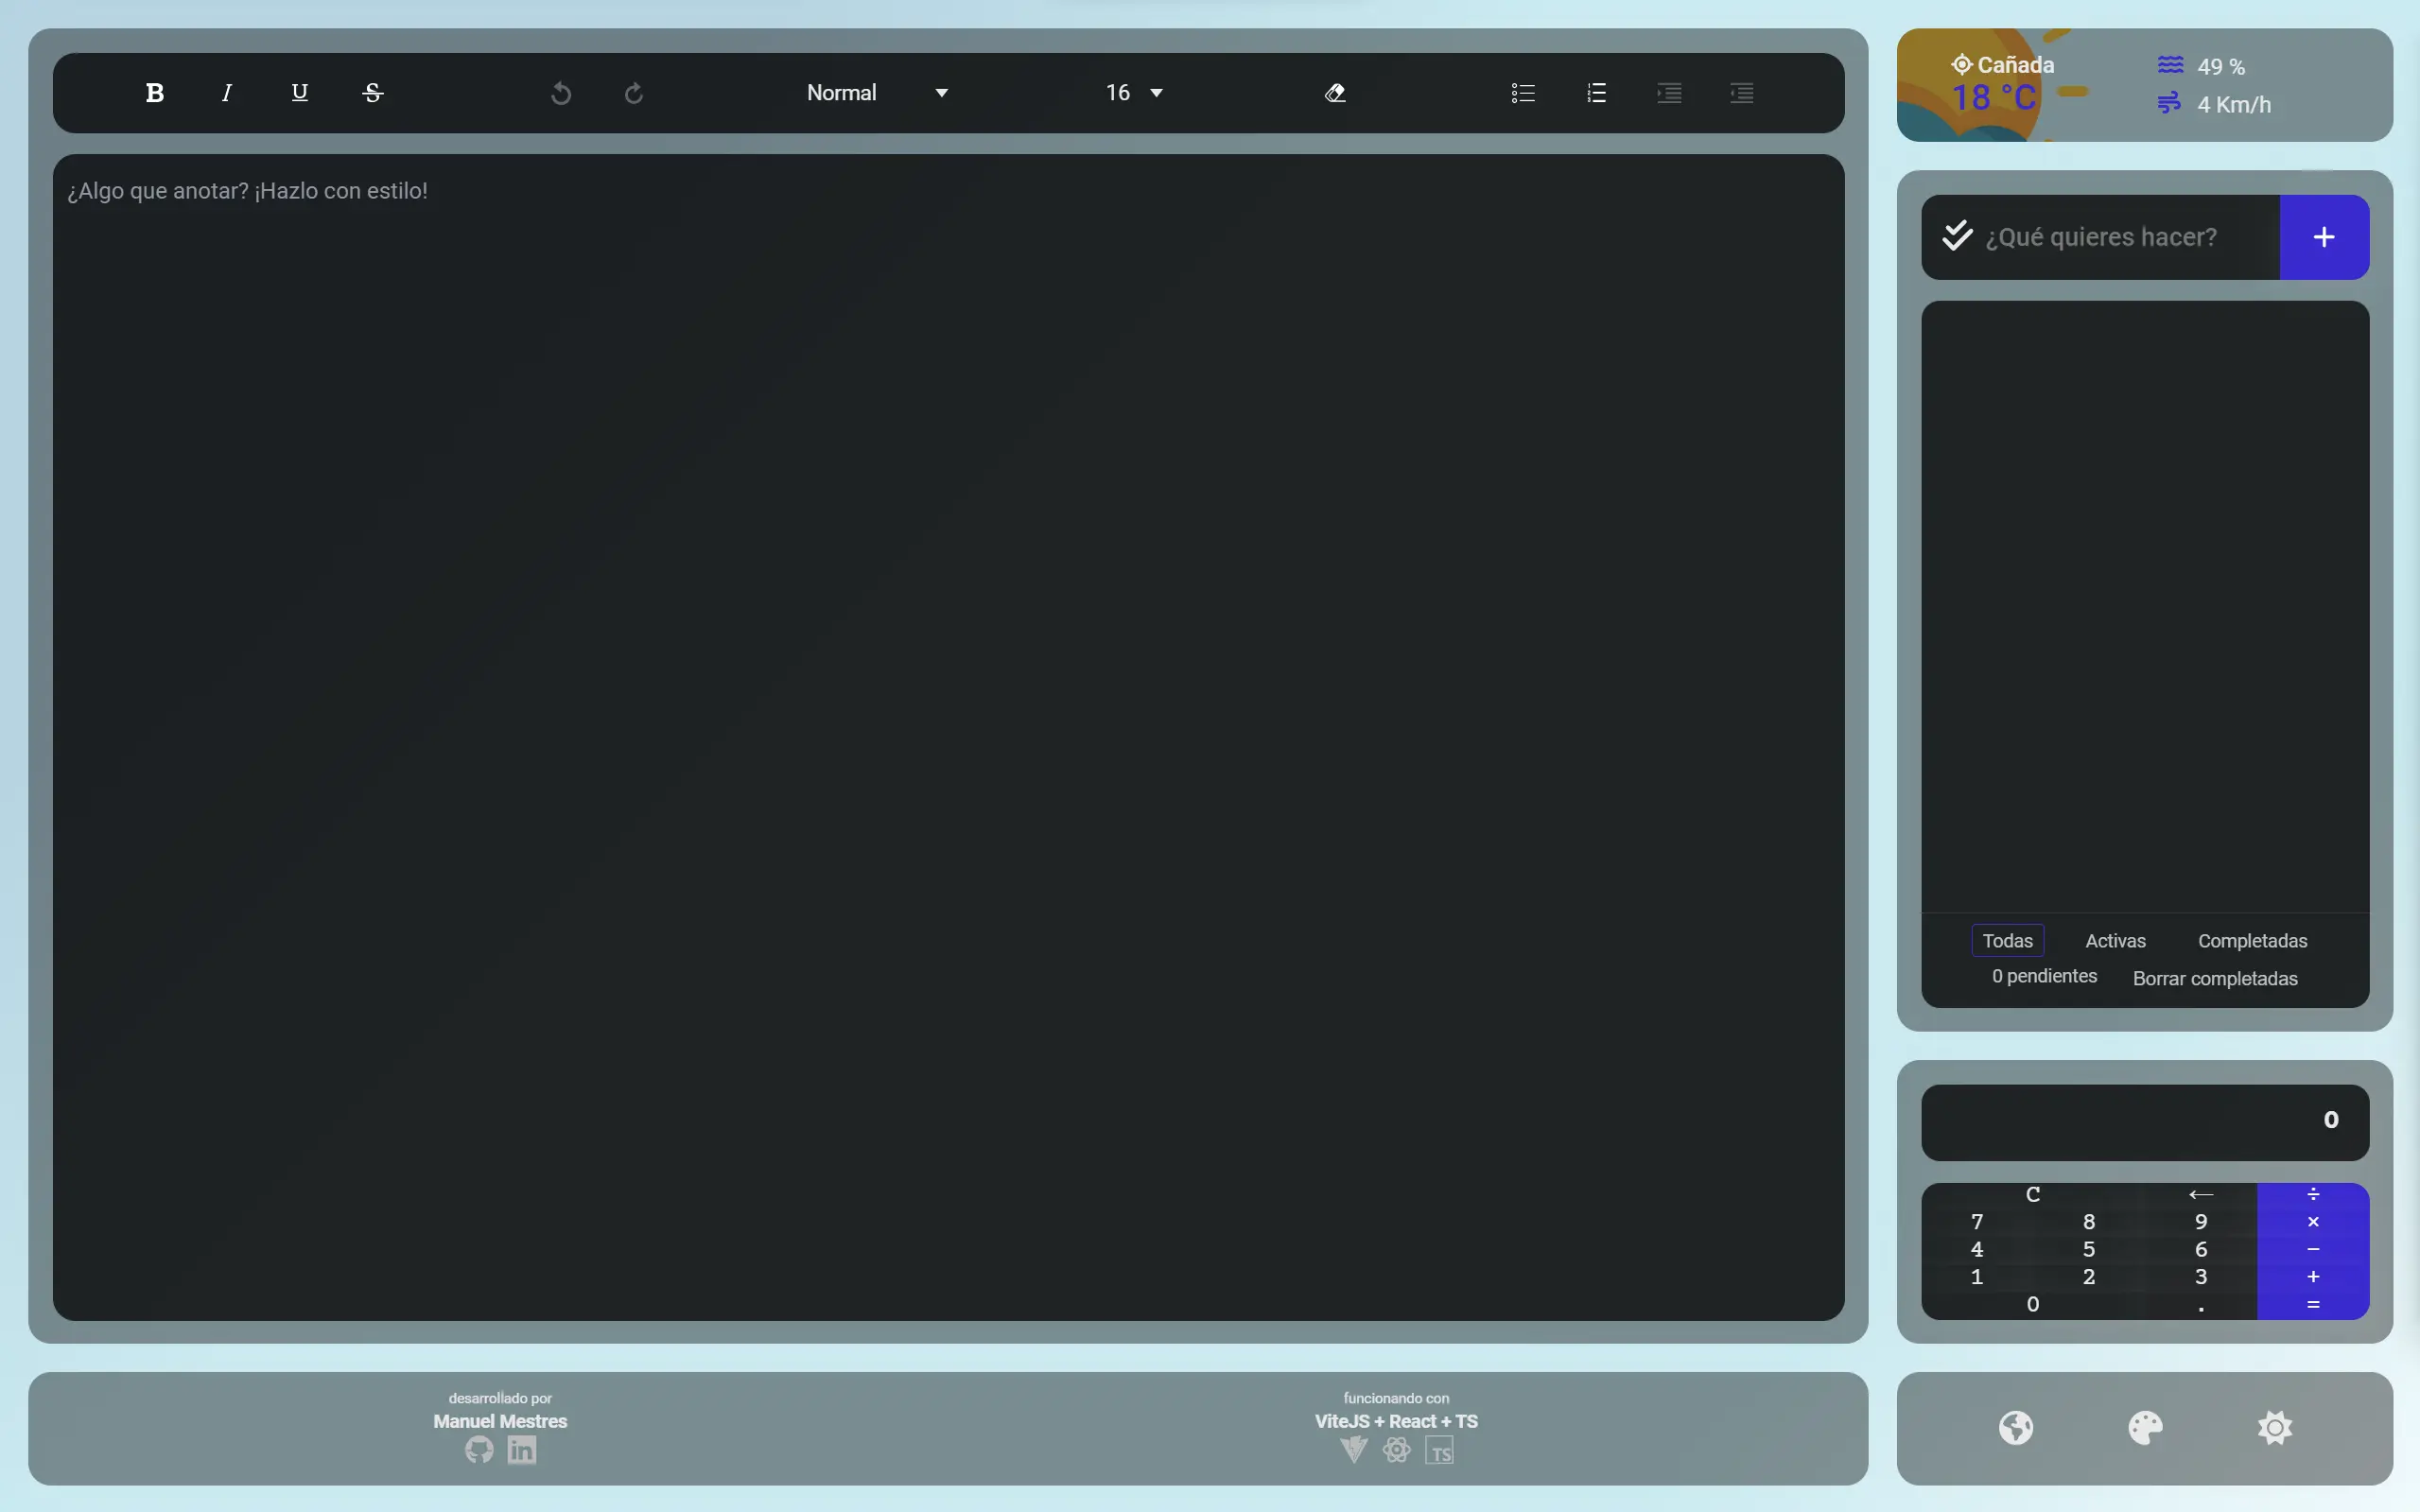 B I U S Normal 16
¿Algo que anotar? ¡Hazlo con estilo!
Cañada
18 °C
49 %
4 Km/h
¿Qué quieres hacer? +
Todas Activas Completadas
0 pendientes Borrar completadas
0
C ← ÷
7 8 9 ×
4 5 6 −
1 2 3 +
0 . =
desarrollado por
Manuel Mestres
in
funcionando con
ViteJS + React + TS
TS